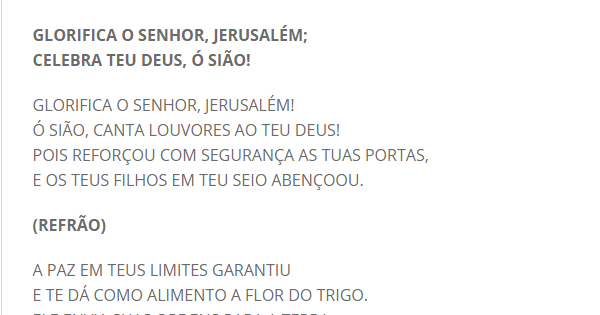 GLORIFICA O SENHOR, JERUSALÉM;
CELEBRA TEU DEUS, Ó SIÃO!
GLORIFICA O SENHOR, JERUSALÉM!
Ó SIÃO, CANTA LOUVORES AO TEU DEUS!
POIS REFORÇOU COM SEGURANÇA AS TUAS PORTAS,
E OS TEUS FILHOS EM TEU SEIO ABENÇOOU.
(REFRÃO)
A PAZ EM TEUS LIMITES GARANTIU
E TE DÁ COMO ALIMENTO A FLOR DO TRIGO.